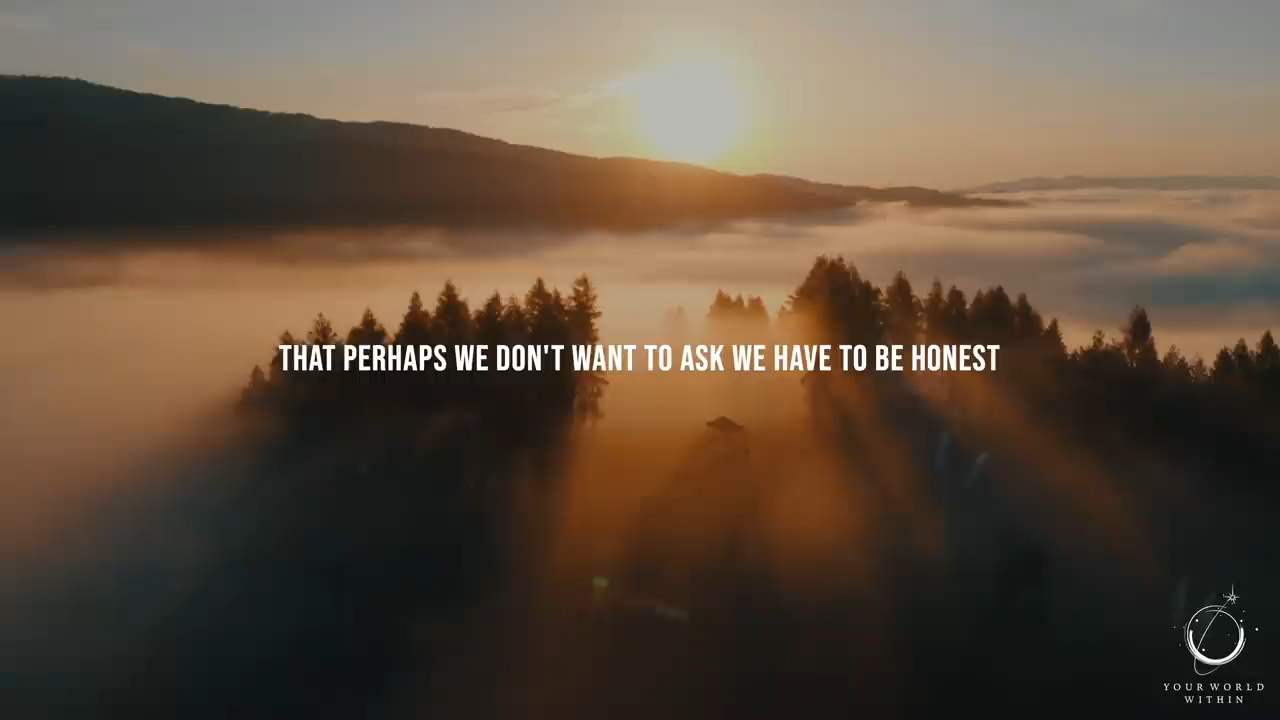 THAT PERHAPS WE DON'T WANT TO ASK WE HAVE TO BE HONEST
YOUR WORLD
WITHIN